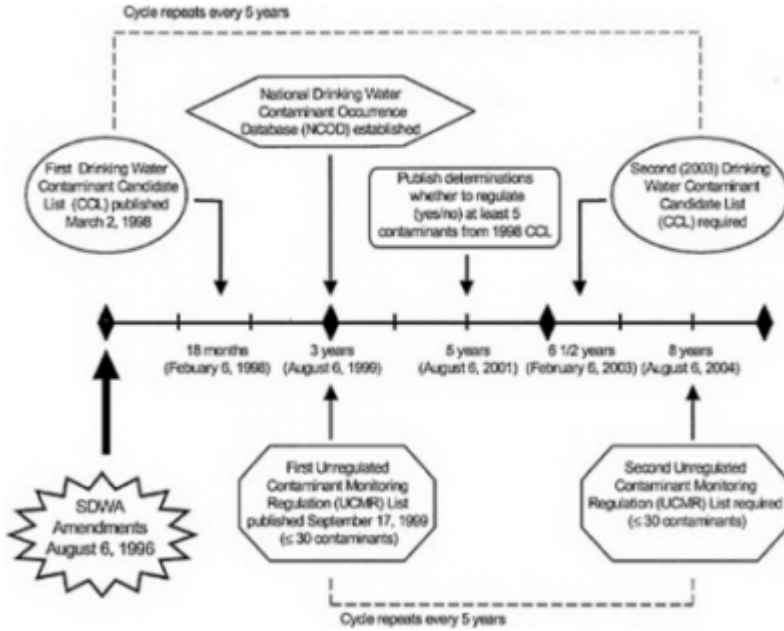 Cycle repeats every 5 years
National Drinking Water
Contaminant Occurrence
Database (NCOD) established
First Drinking Water
Contaminant Candidate
List (CCL) published
March 2, 1998
Publish determinations
whether to regulate
(yes/no) at least 5
contaminants from 1998 CCL
Second (2003) Drinking
Water Contaminant
Candidate List
(CCL) required
18 months
(Febuary 6, 1998)
3 years
(August 6, 1999)
5 years
(August 6, 2001)
6 1/2 years
(February 6, 2003)
8 years
(August 6, 2004)
SDWA
Amendments
August 6, 1996
First Unregulated
Contaminant Monitoring
Regulation (UCMR) List
published September 17, 1999
(≤ 30 contaminants)
Second Unregulated
Contaminant Monitoring
Regulation (UCMR) List required
(≤ 30 contaminants)
Cycle repeats every 5 years